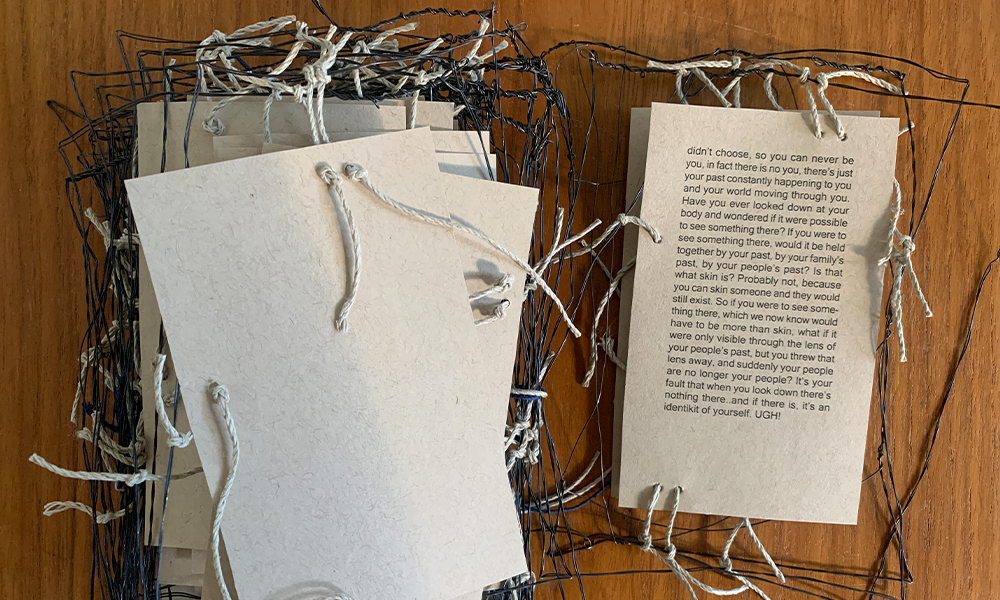 didn't choose, so you can never be
you, in fact there is no you, there's just
your past constantly happening to you
and your world moving through you.
Have you ever looked down at your
body and wondered if it were possible
to see something there? If you were to
see something there, would it be held
together by your past, by your family's
past, by your people's past? Is that
what skin is? Probably not, because
you can skin someone and they would
still exist. So if you were to see some-
thing there, which we now know would
have to be more than skin, what if it
were only visible through the lens of
your people's past, but you threw that
lens away, and suddenly your people
are no longer your people? It's your
fault that when you look down there's
nothing there..and if there is, it's an
identikit of yourself. UGH!